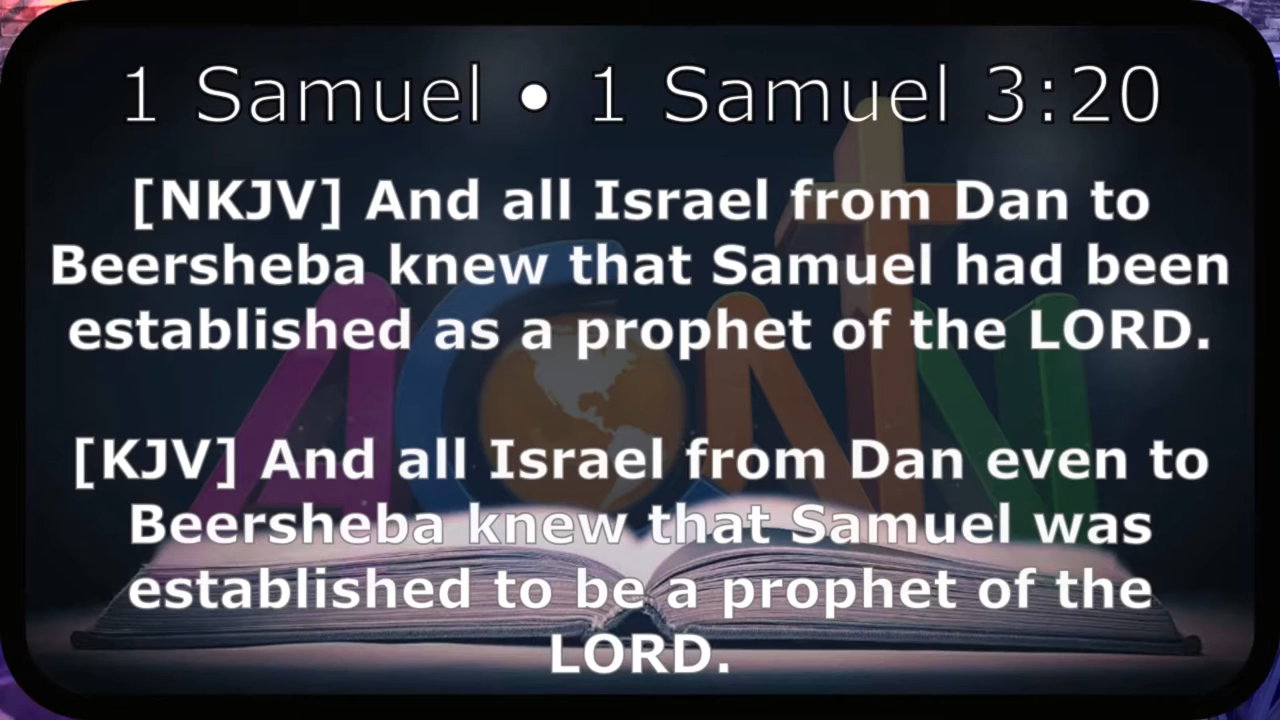 1 Samuel • 1 Samuel 3:20
[NKJV] And all Israel from Dan to
Beersheba knew that Samuel had been
established as a prophet of the LORD.
[KJV] And all Israel from Dan even to
Beersheba knew that Samuel was
established to be a prophet of the
LORD.